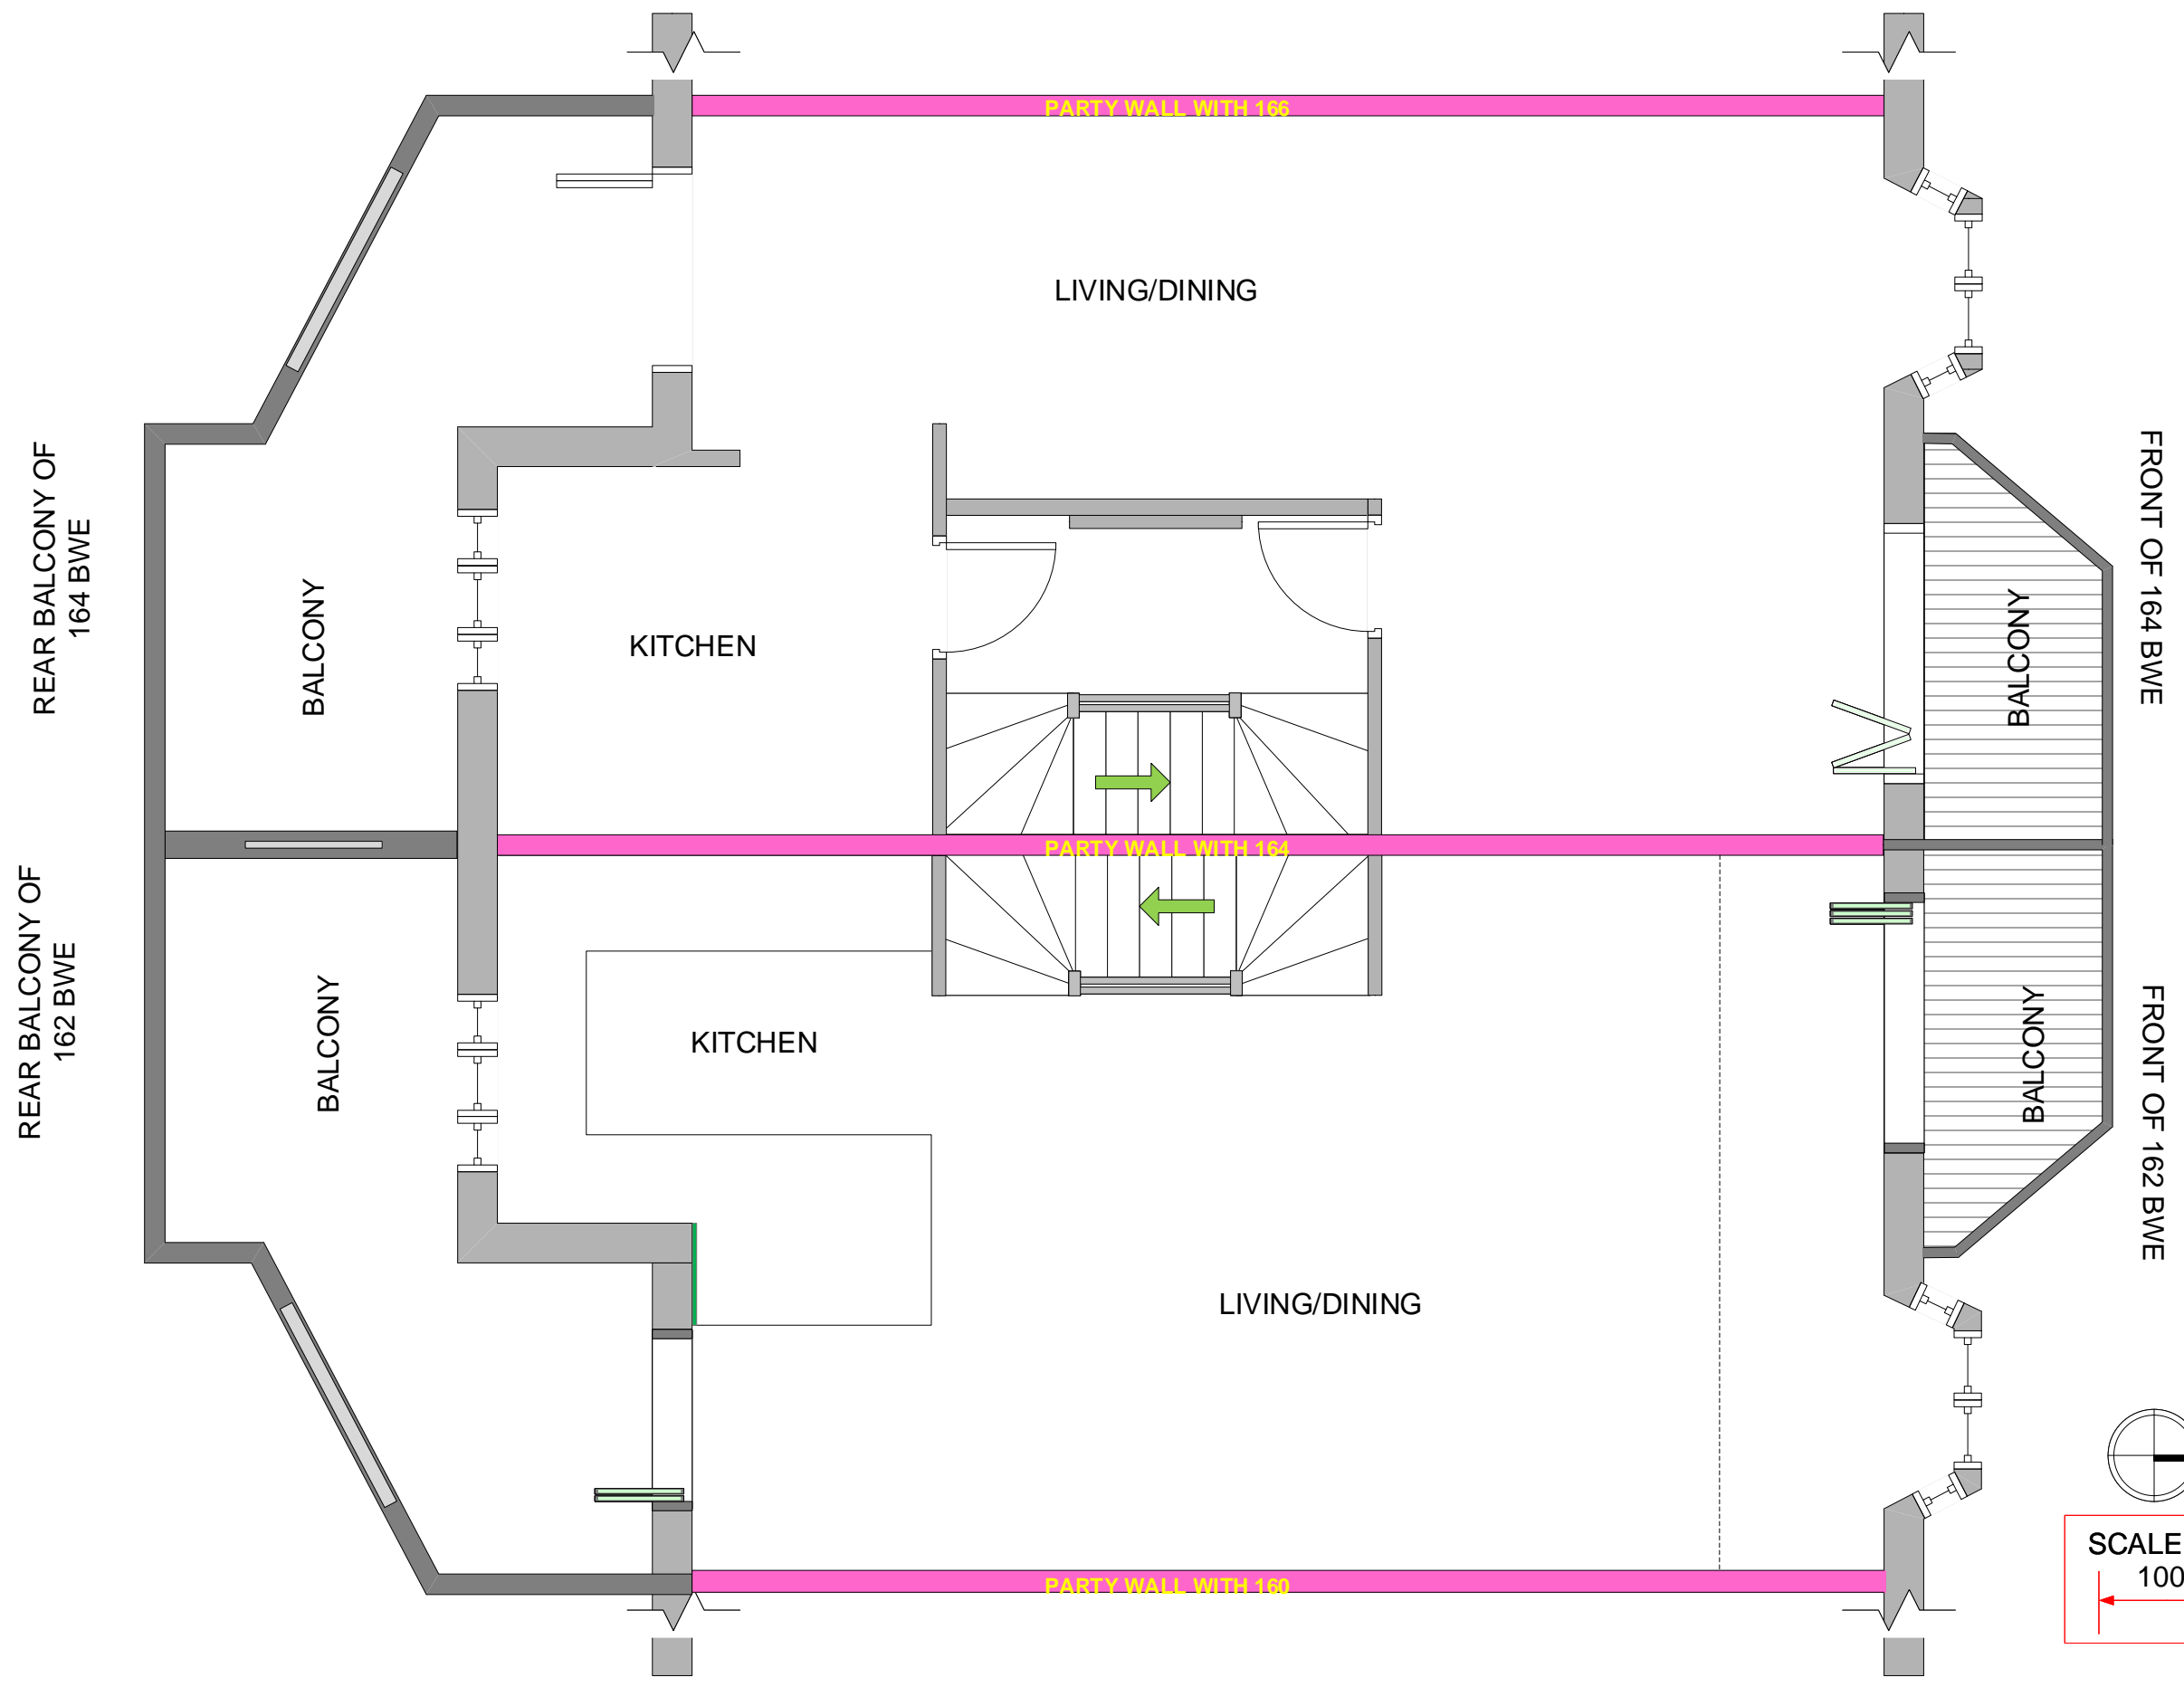 PARTY WALL WITH 166
LIVING/DINING
REAR BALCONY OF
164 BWE
BALCONY
KITCHEN
BALCONY
FRONT OF 164 BWE
PARTY WALL WITH 164
REAR BALCONY OF
162 BWE
BALCONY
KITCHEN
BALCONY
FRONT OF 162 BWE
LIVING/DINING
SCALE
100
PARTY WALL WITH 160